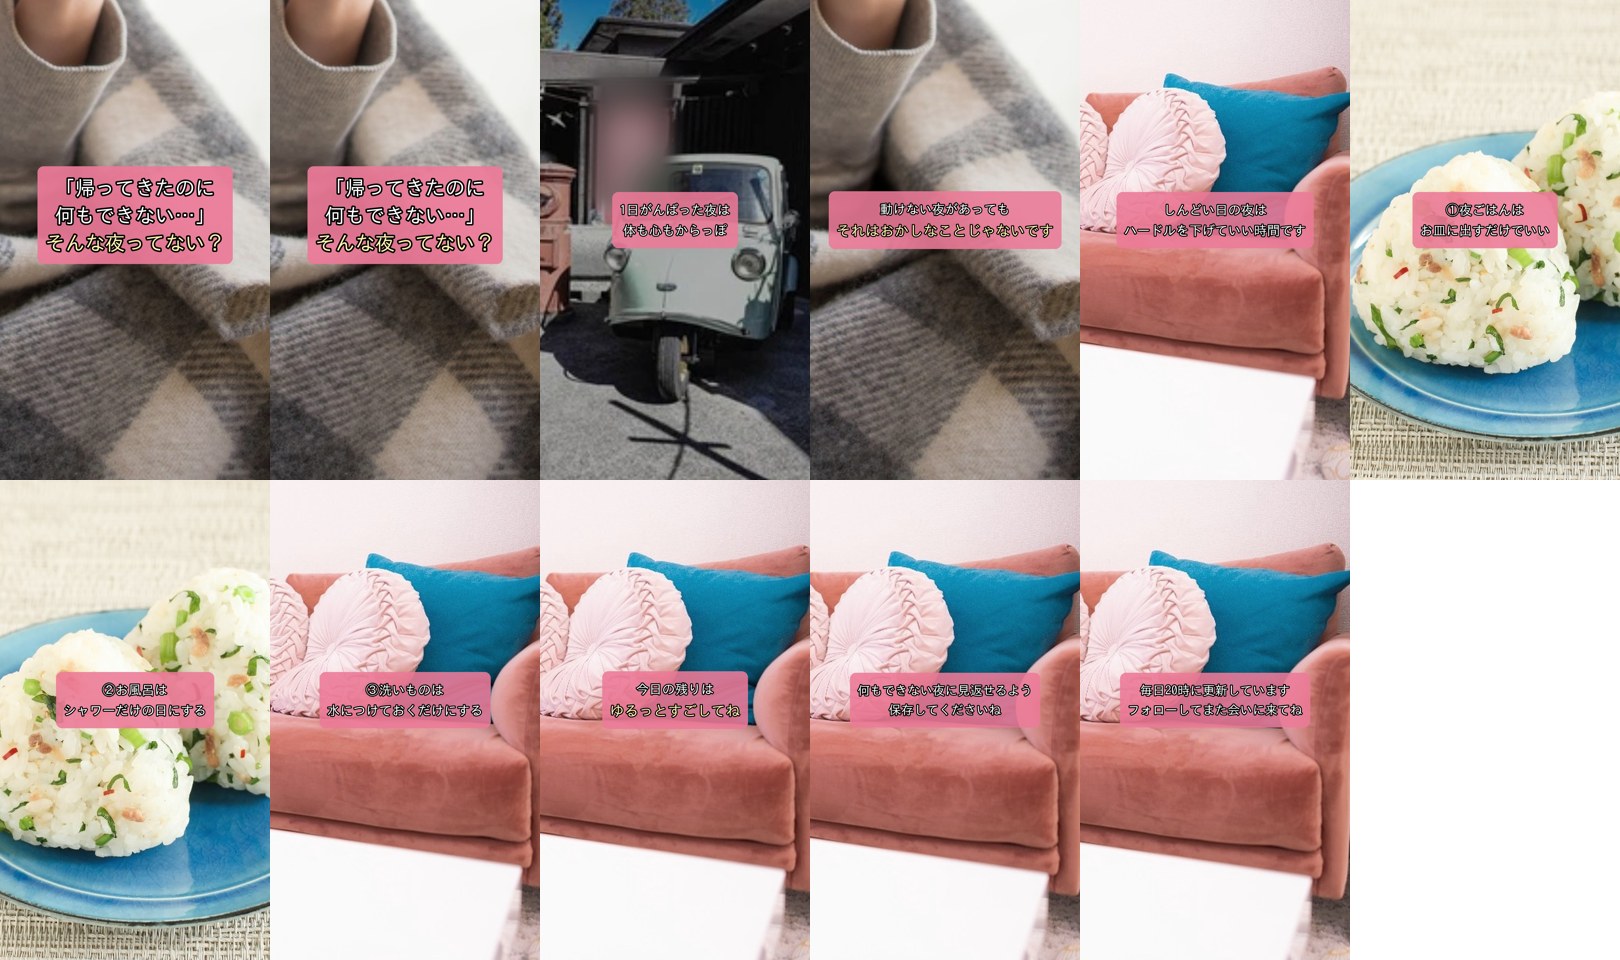 「帰ってきたのに
何もできない…」
そんな夜ってない？
「帰ってきたのに
何もできない…」
そんな夜ってない？
1日がんばった夜は
体も心もからっぽ
動けない夜があっても
それはおかしなことじゃないです
しんどい日の夜は
ハードルを下げていい時間です
①夜ごはんは
お皿に出すだけでいい
②お風呂は
シャワーだけの日にする
③洗いものは
水につけておくだけにする
今日の残りは
ゆるっとすごしてね
何もできない夜に見返せるよう
保存してくださいね
毎日20時に更新しています
フォローしてまた会いに来てね